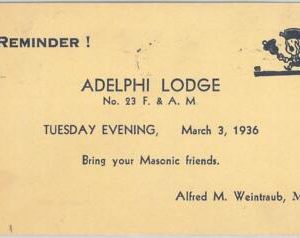 REMINDER !
ADELPHI LODGE
No. 23 F. & A. M.
TUESDAY EVENING, March 3, 1936
Bring your Masonic friends.
Alfred M. Weintraub, M